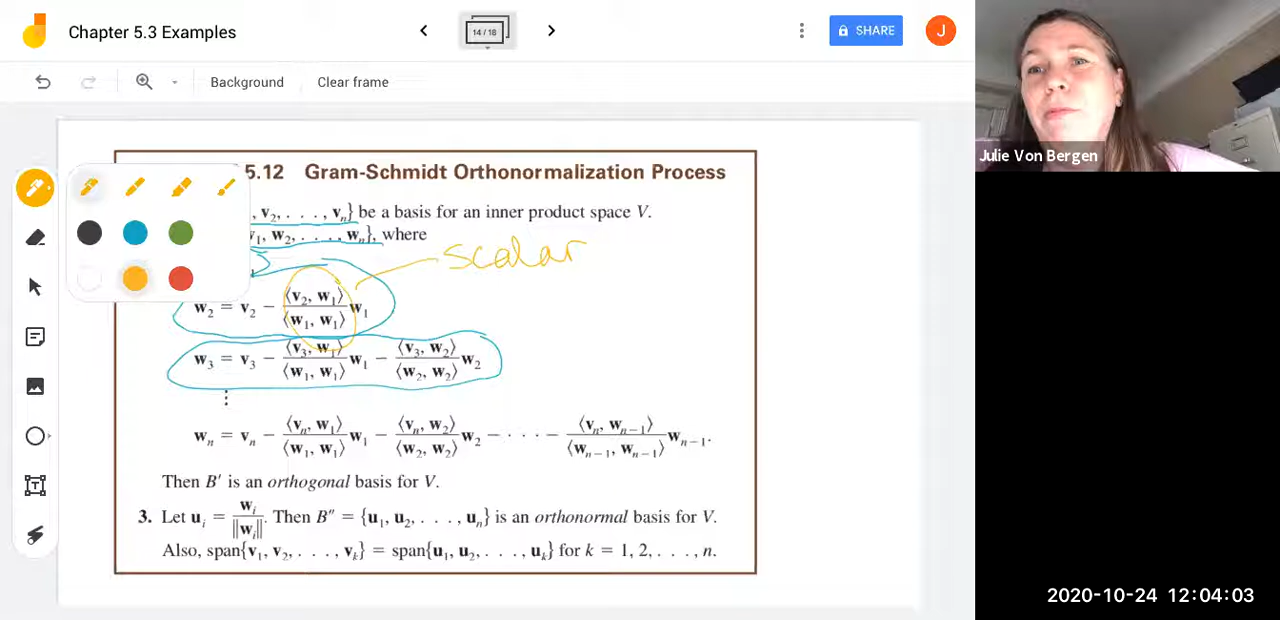 Chapter 5.3 Examples
14 / 18
SHARE
J
Background
Clear frame
Julie Von Bergen
5.12 Gram-Schmidt Orthonormalization Process
, v₂, . . . , vₙ} be a basis for an inner product space V.
₁, w₂, . . . , wₙ}, where
scalar
w₂ = v₂ − ⟨v₂, w₁⟩/⟨w₁, w₁⟩ w₁
w₃ = v₃ − ⟨v₃, w₁⟩/⟨w₁, w₁⟩ w₁ − ⟨v₃, w₂⟩/⟨w₂, w₂⟩ w₂
⋮
wₙ = vₙ − ⟨vₙ, w₁⟩/⟨w₁, w₁⟩ w₁ − ⟨vₙ, w₂⟩/⟨w₂, w₂⟩ w₂ − · · · − ⟨vₙ, wₙ₋₁⟩/⟨wₙ₋₁, wₙ₋₁⟩ wₙ₋₁.
Then B′ is an orthogonal basis for V.
3. Let uᵢ = wᵢ/‖wᵢ‖. Then B″ = {u₁, u₂, . . . , uₙ} is an orthonormal basis for V.
Also, span{v₁, v₂, . . . , vₖ} = span{u₁, u₂, . . . , uₖ} for k = 1, 2, . . . , n.
2020-10-24 12:04:03